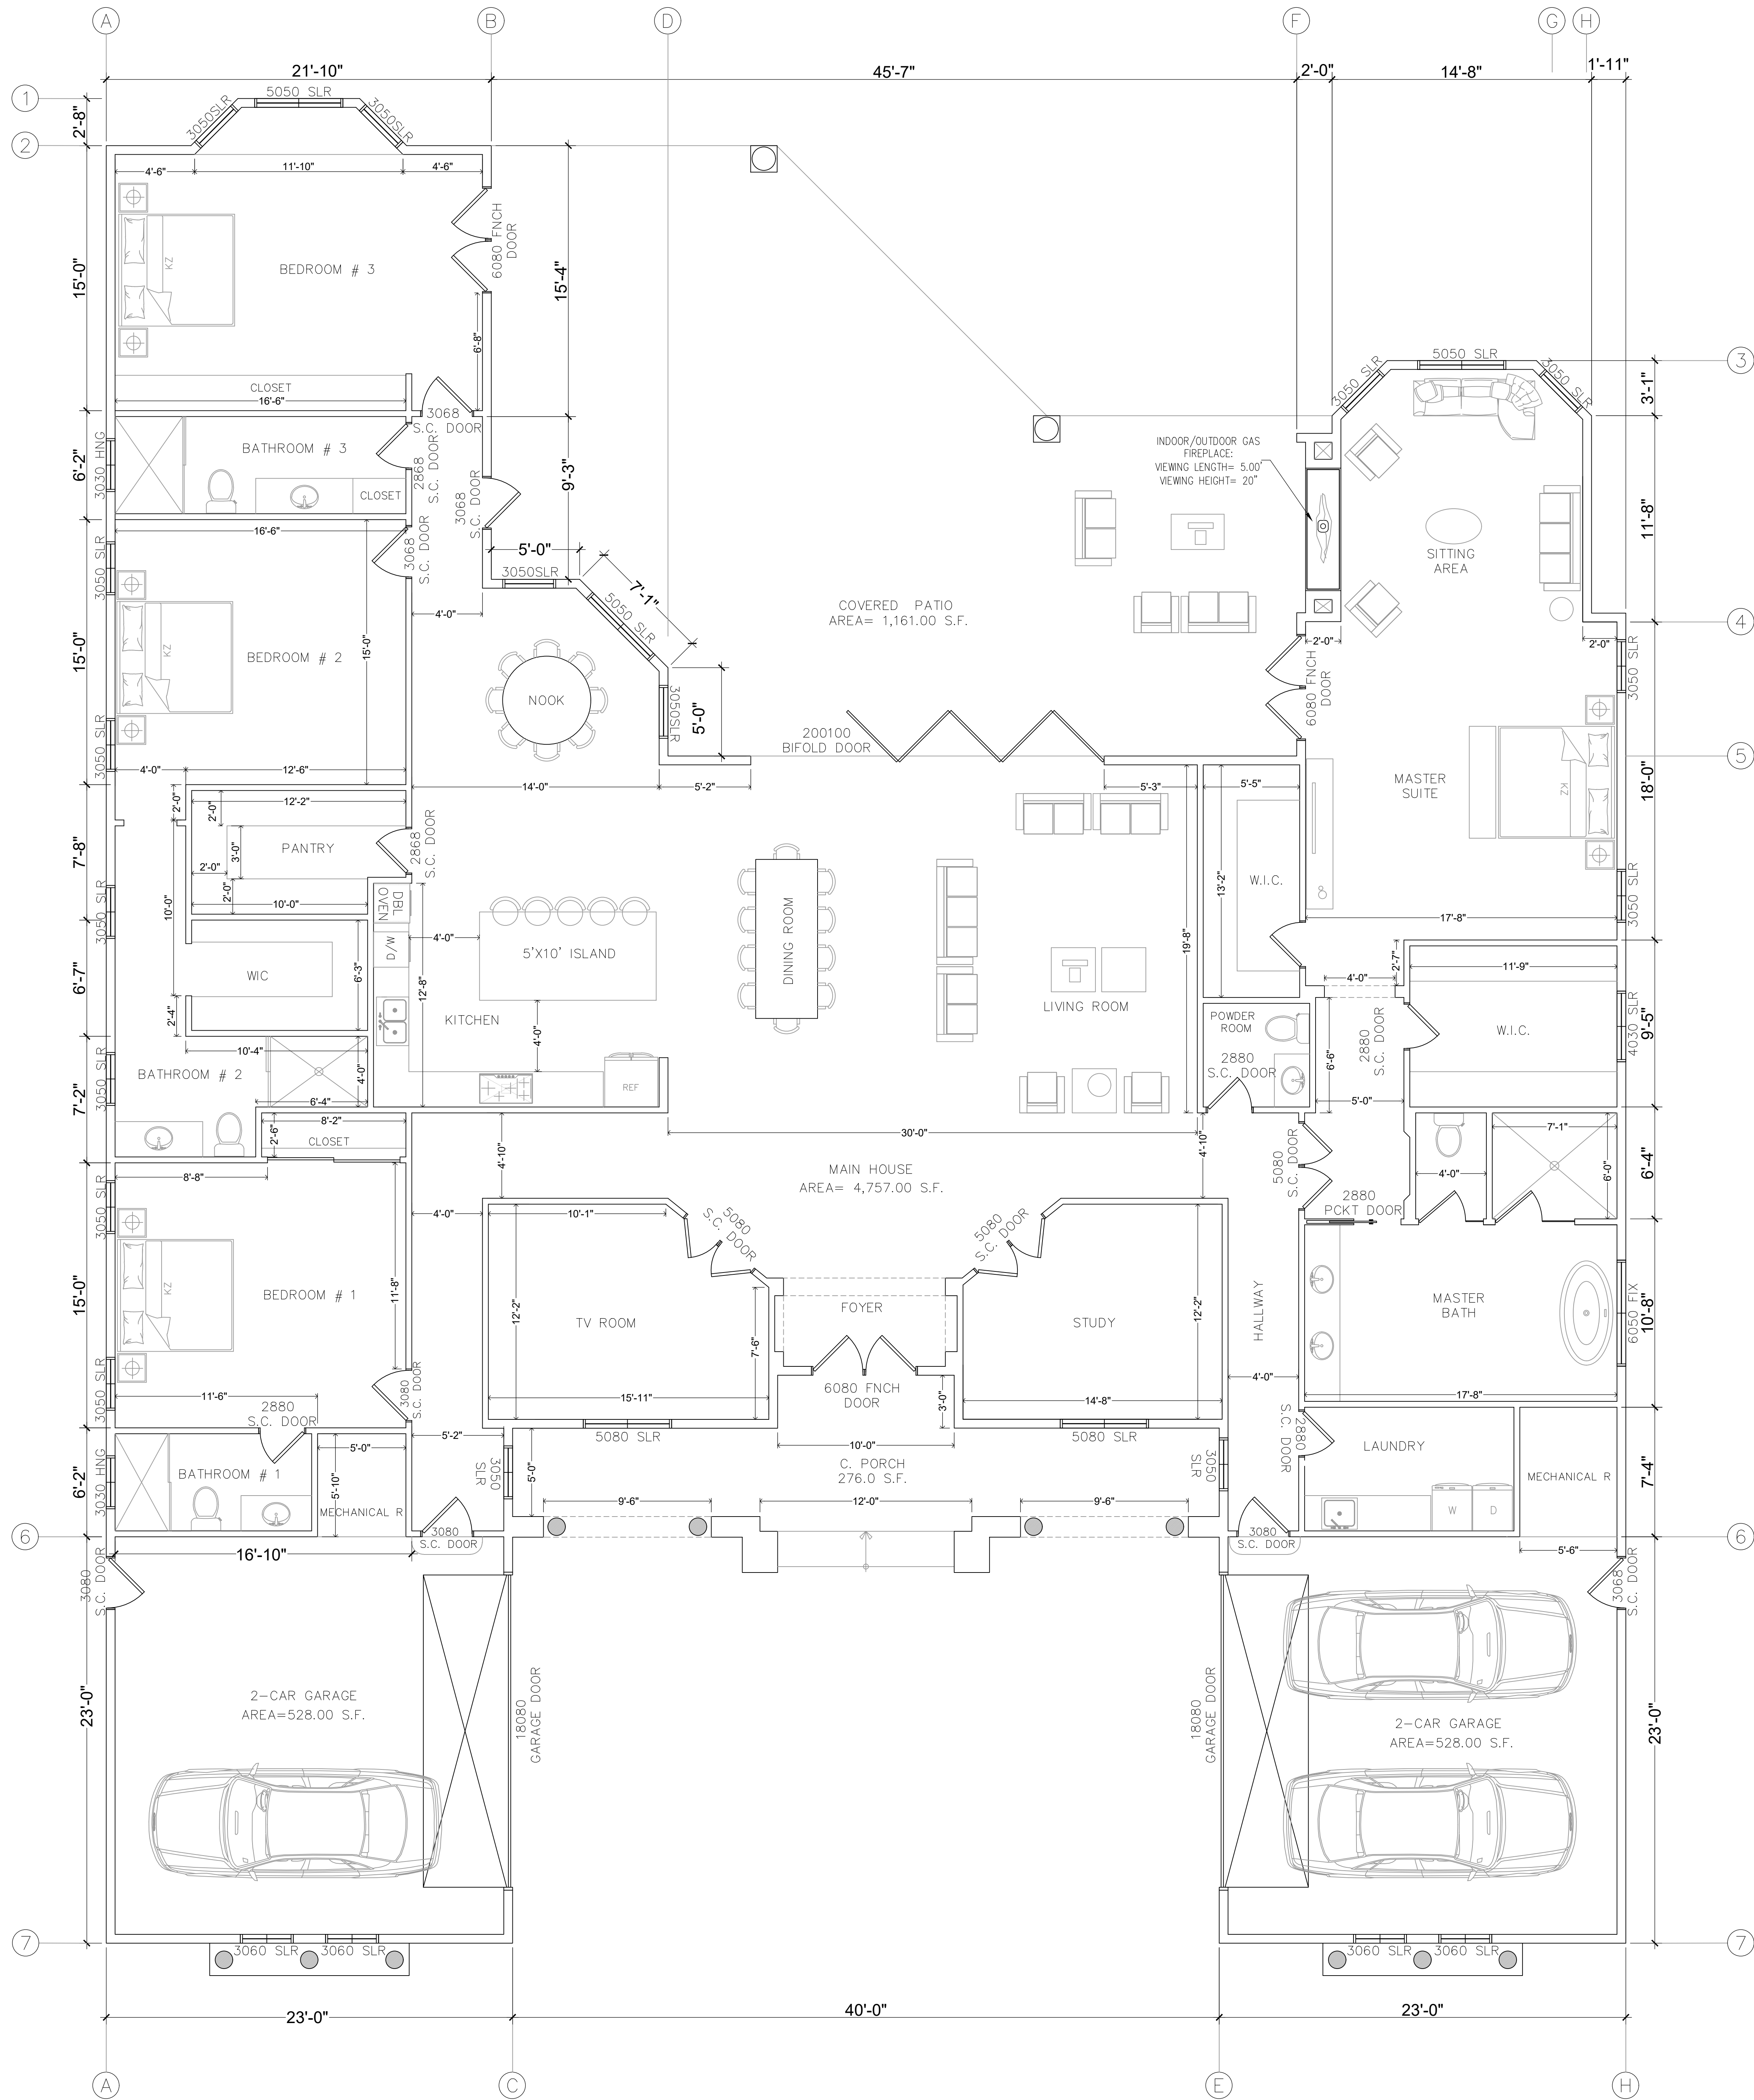 A
B
D
F
G
H
21'-10"
45'-7"
2'-0"
14'-8"
1'-11"
1
2
2'-8"
15'-0"
6'-2"
15'-0"
7'-8"
6'-7"
7'-2"
15'-0"
6'-2"
23'-0"
3050SLR
5050 SLR
3050SLR
4'-6"
11'-10"
4'-6"
KZ
BEDROOM # 3
6080 FNCH
DOOR
15'-4"
6'-8"
CLOSET
16'-6"
3068
S.C. DOOR
3030 HNG
BATHROOM # 3
CLOSET
2868
S.C. DOOR
3068
S.C. DOOR
9'-3"
16'-6"
3068
S.C. DOOR
3050 SLR
KZ
BEDROOM # 2
15'-0"
3050 SLR
4'-0"
12'-6"
4'-0"
5'-0"
3050SLR
7'-1"
5050 SLR
NOOK
3050SLR
5'-0"
14'-0"
5'-2"
200100
BIFOLD DOOR
COVERED PATIO
AREA= 1,161.00 S.F.
INDOOR/OUTDOOR GAS
FIREPLACE:
VIEWING LENGTH= 5.00'
VIEWING HEIGHT= 20"
3050 SLR
5050 SLR
3050 SLR
3
3'-1"
11'-8"
SITTING
AREA
4
2'-0"
2'-0"
6080 FNCH
DOOR
3050 SLR
5
18'-0"
MASTER
SUITE
KZ
3050 SLR
17'-8"
5'-3"
5'-5"
W.I.C.
13'-2"
19'-8"
2'-0"
12'-2"
2'-0"
PANTRY
3'-0"
2'-0"
2'-0"
10'-0"
10'-0"
2868
S.C. DOOR
3050 SLR
WIC
6'-3"
2'-4"
DBL
OVEN
D/W
4'-0"
12'-8"
5'X10' ISLAND
KITCHEN
4'-0"
REF
DINING ROOM
LIVING ROOM
30'-0"
10'-4"
BATHROOM # 2
4'-0"
6'-4"
3050 SLR
8'-2"
2'-6"
CLOSET
8'-8"
POWDER
ROOM
2880
S.C. DOOR
4'-0"
2'-7"
11'-9"
W.I.C.
4030 SLR
9'-5"
2880
S.C. DOOR
6'-6"
5'-0"
4'-10"
MAIN HOUSE
AREA= 4,757.00 S.F.
4'-10"
5080
S.C. DOOR
2880
PCKT DOOR
4'-0"
7'-1"
6'-0"
6'-4"
3050 SLR
KZ
BEDROOM # 1
11'-8"
3050 SLR
11'-6"
2880
S.C. DOOR
3080
S.C. DOOR
4'-0"
10'-1"
12'-2"
TV ROOM
15'-11"
7'-6"
5080
S.C. DOOR
FOYER
6080 FNCH
DOOR
5080
S.C. DOOR
STUDY
12'-2"
14'-8"
3'-0"
HALLWAY
4'-0"
MASTER
BATH
6050 FIX
10'-8"
17'-8"
5080 SLR
5080 SLR
10'-0"
C. PORCH
276.0 S.F.
9'-6"
12'-0"
9'-6"
3030 HNG
BATHROOM # 1
5'-0"
5'-10"
MECHANICAL R
5'-2"
3050
SLR
5'-0"
3050
SLR
2880
S.C. DOOR
LAUNDRY
W
D
MECHANICAL R
7'-4"
5'-6"
6
6
3080
S.C. DOOR
3080
S.C. DOOR
16'-10"
3080
S.C. DOOR
3068
S.C. DOOR
2-CAR GARAGE
AREA=528.00 S.F.
18080
GARAGE DOOR
18080
GARAGE DOOR
2-CAR GARAGE
AREA=528.00 S.F.
23'-0"
7
7
3060 SLR
3060 SLR
3060 SLR
3060 SLR
23'-0"
40'-0"
23'-0"
A
C
E
H